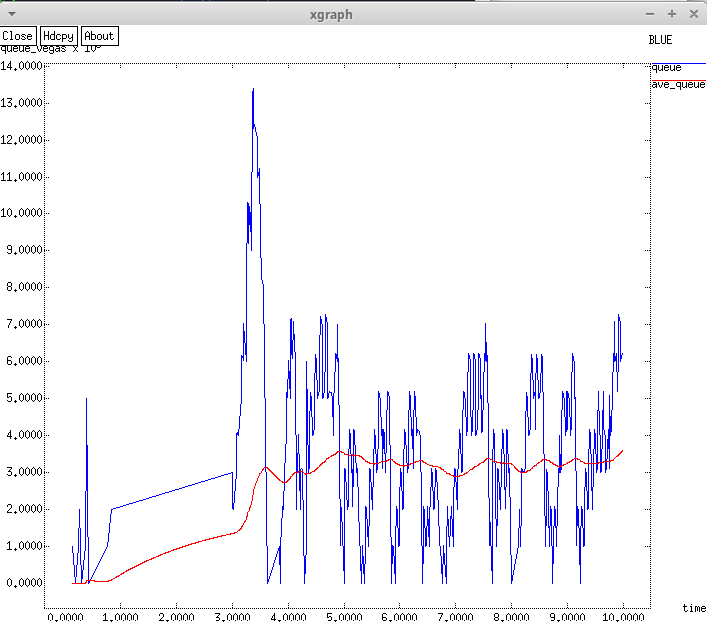 xgraph
Close Hdcpy About
BLUE
queue_vegas x 10
queue
ave_queue
14.0000
13.0000
12.0000
11.0000
10.0000
9.0000
8.0000
7.0000
6.0000
5.0000
4.0000
3.0000
2.0000
1.0000
0.0000
time
0.0000 1.0000 2.0000 3.0000 4.0000 5.0000 6.0000 7.0000 8.0000 9.0000 10.0000